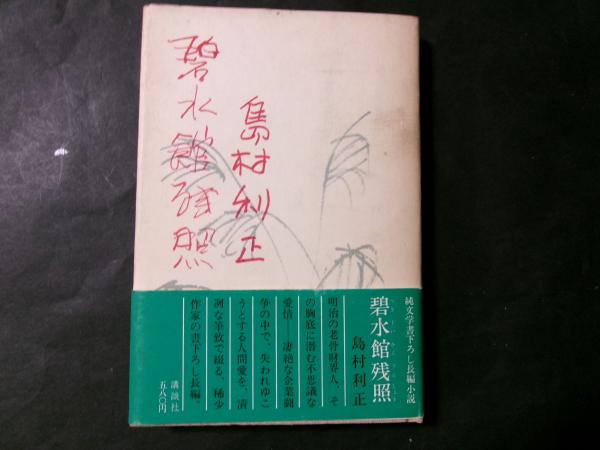 碧水館残照
島村利正
純文学書下ろし長編小説
碧水館残照
島村利正
明治の老骨財界人、そ
の胸底に潜む不思議な
愛情――凄絶な企業闘
争の中で、失われゆこ
うとする人間愛を、清
冽な筆致で綴る、稀少
作家の書下ろし長編。
講談社
五八〇円